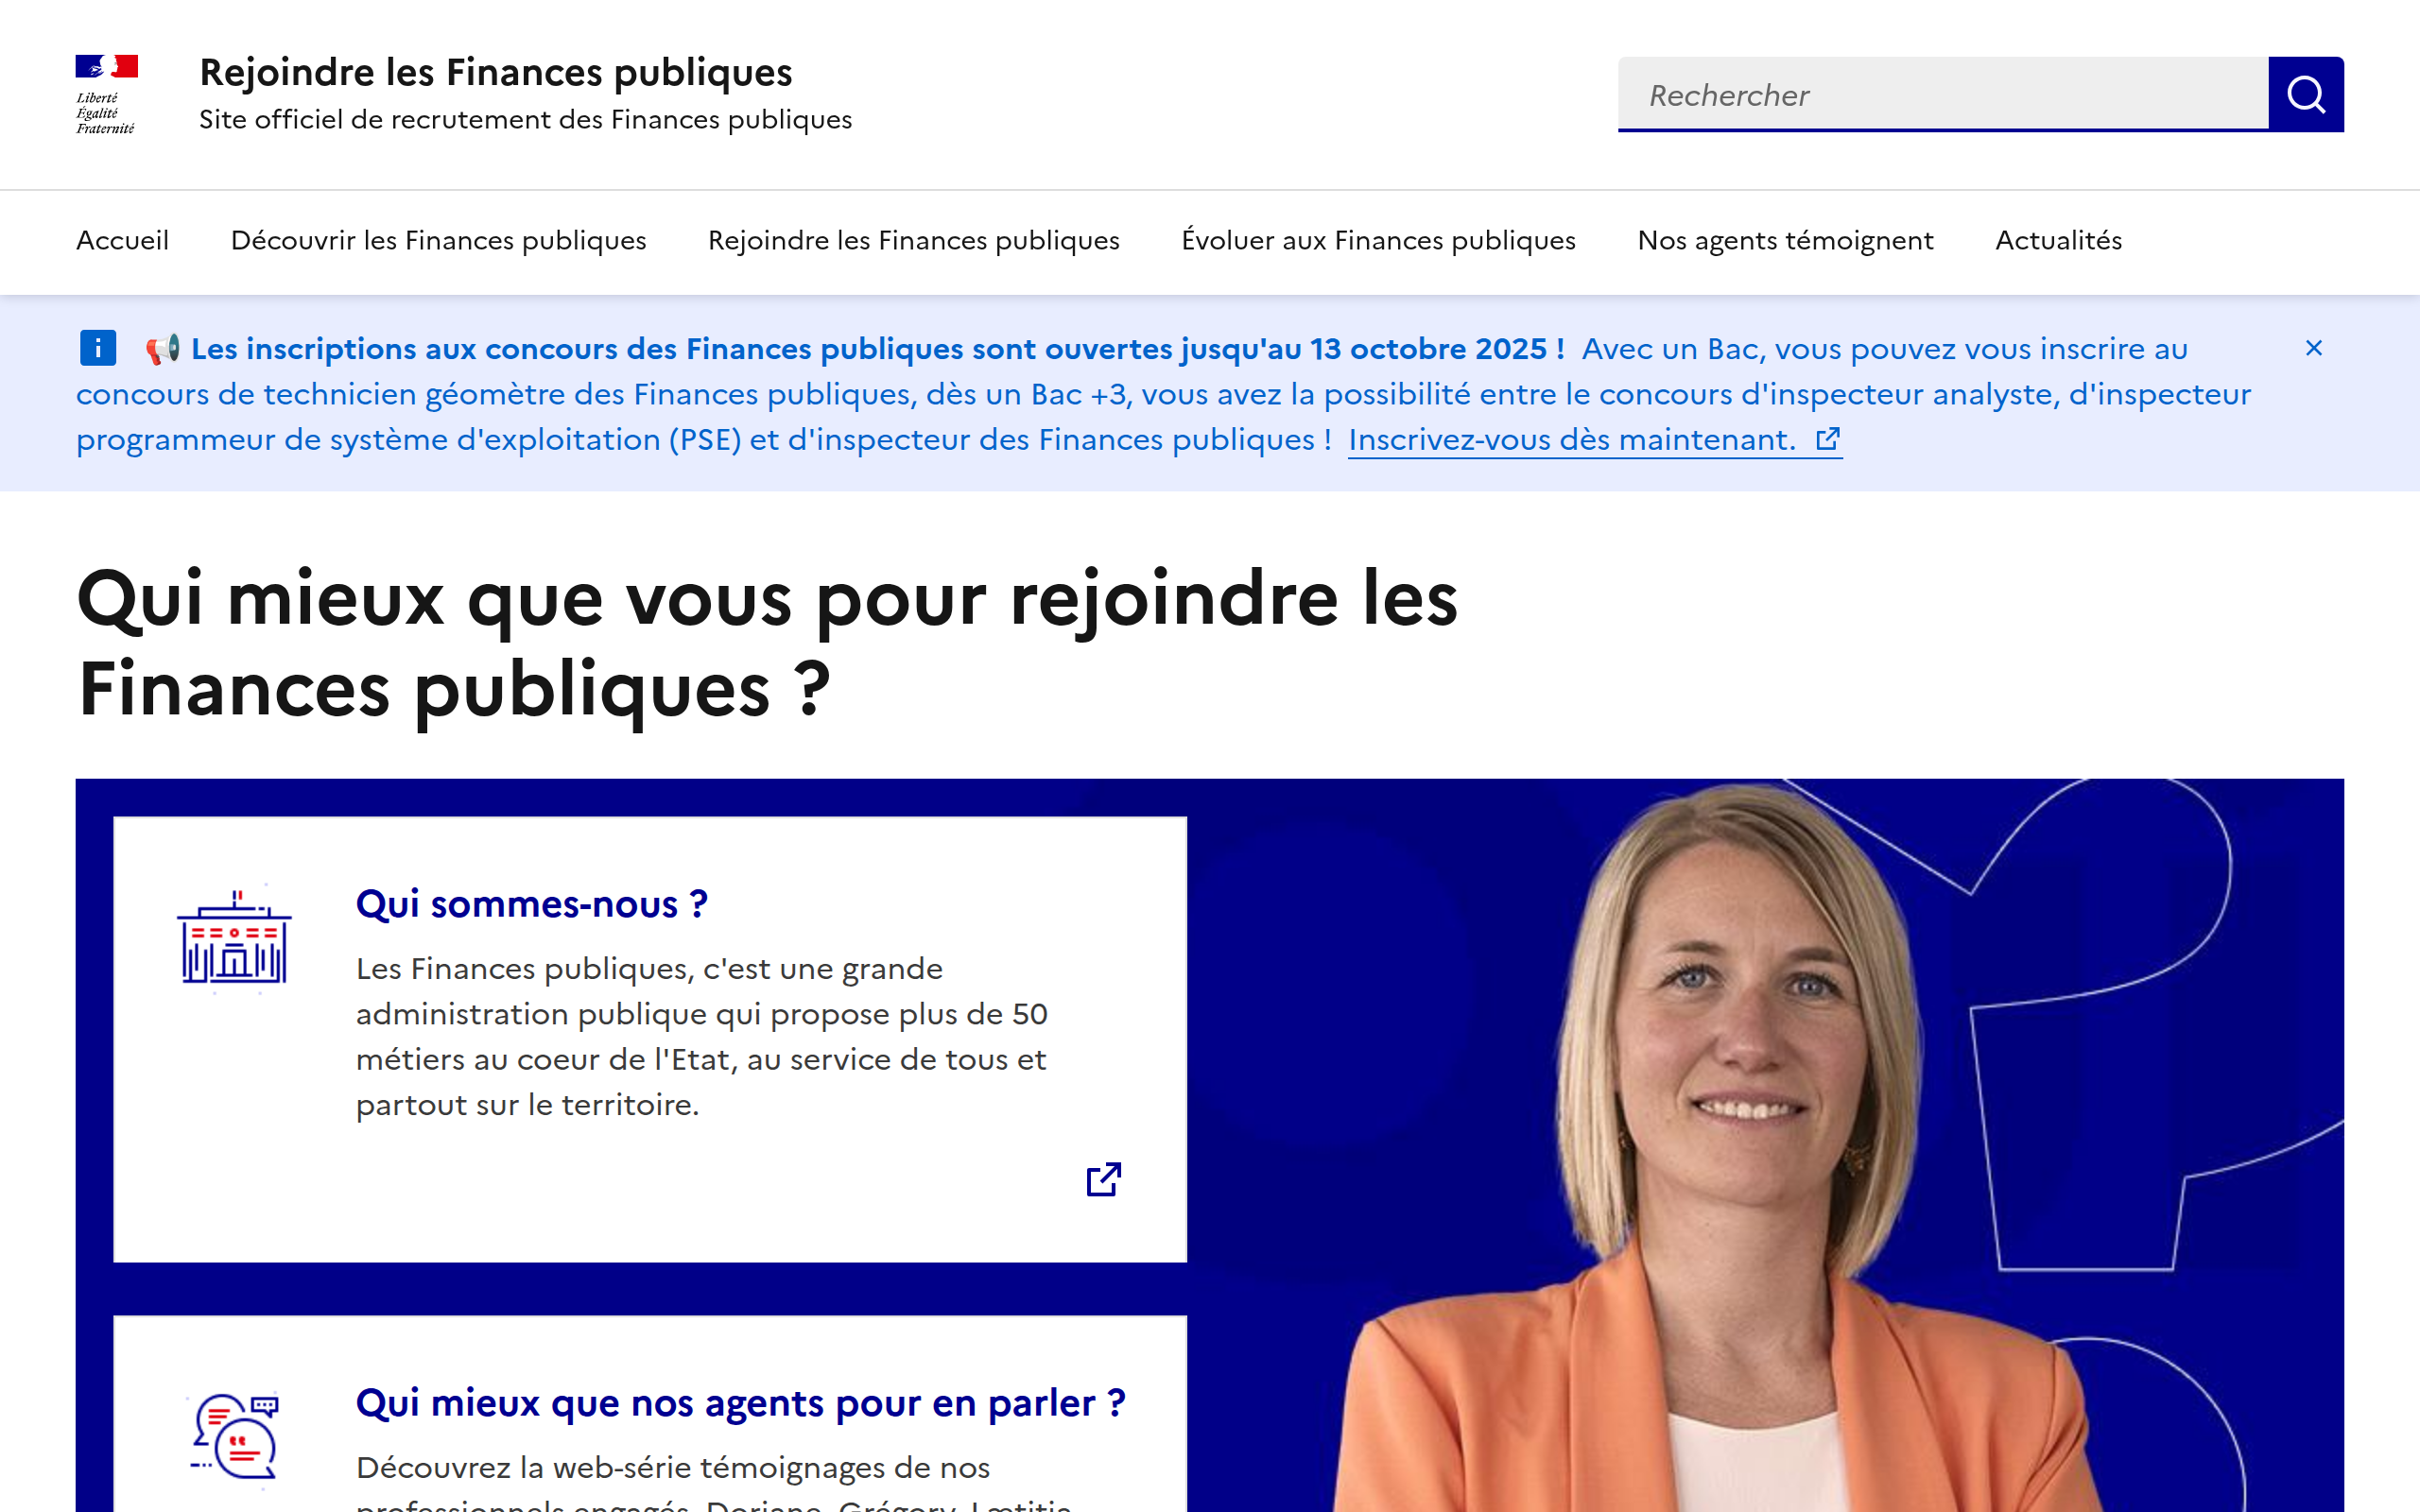 Liberté
Égalité
Fraternité
Rejoindre les Finances publiques
Site officiel de recrutement des Finances publiques
Rechercher
Accueil
Découvrir les Finances publiques
Rejoindre les Finances publiques
Évoluer aux Finances publiques
Nos agents témoignent
Actualités
📢 Les inscriptions aux concours des Finances publiques sont ouvertes jusqu'au 13 octobre 2025 ! Avec un Bac, vous pouvez vous inscrire au
concours de technicien géomètre des Finances publiques, dès un Bac +3, vous avez la possibilité entre le concours d'inspecteur analyste, d'inspecteur
programmeur de système d'exploitation (PSE) et d'inspecteur des Finances publiques ! Inscrivez-vous dès maintenant.
Qui mieux que vous pour rejoindre les
Finances publiques ?
Qui sommes-nous ?
Les Finances publiques, c'est une grande
administration publique qui propose plus de 50
métiers au coeur de l'Etat, au service de tous et
partout sur le territoire.
Qui mieux que nos agents pour en parler ?
Découvrez la web-série témoignages de nos
professionnels engagés. Doriane, Grégory, Lætitia